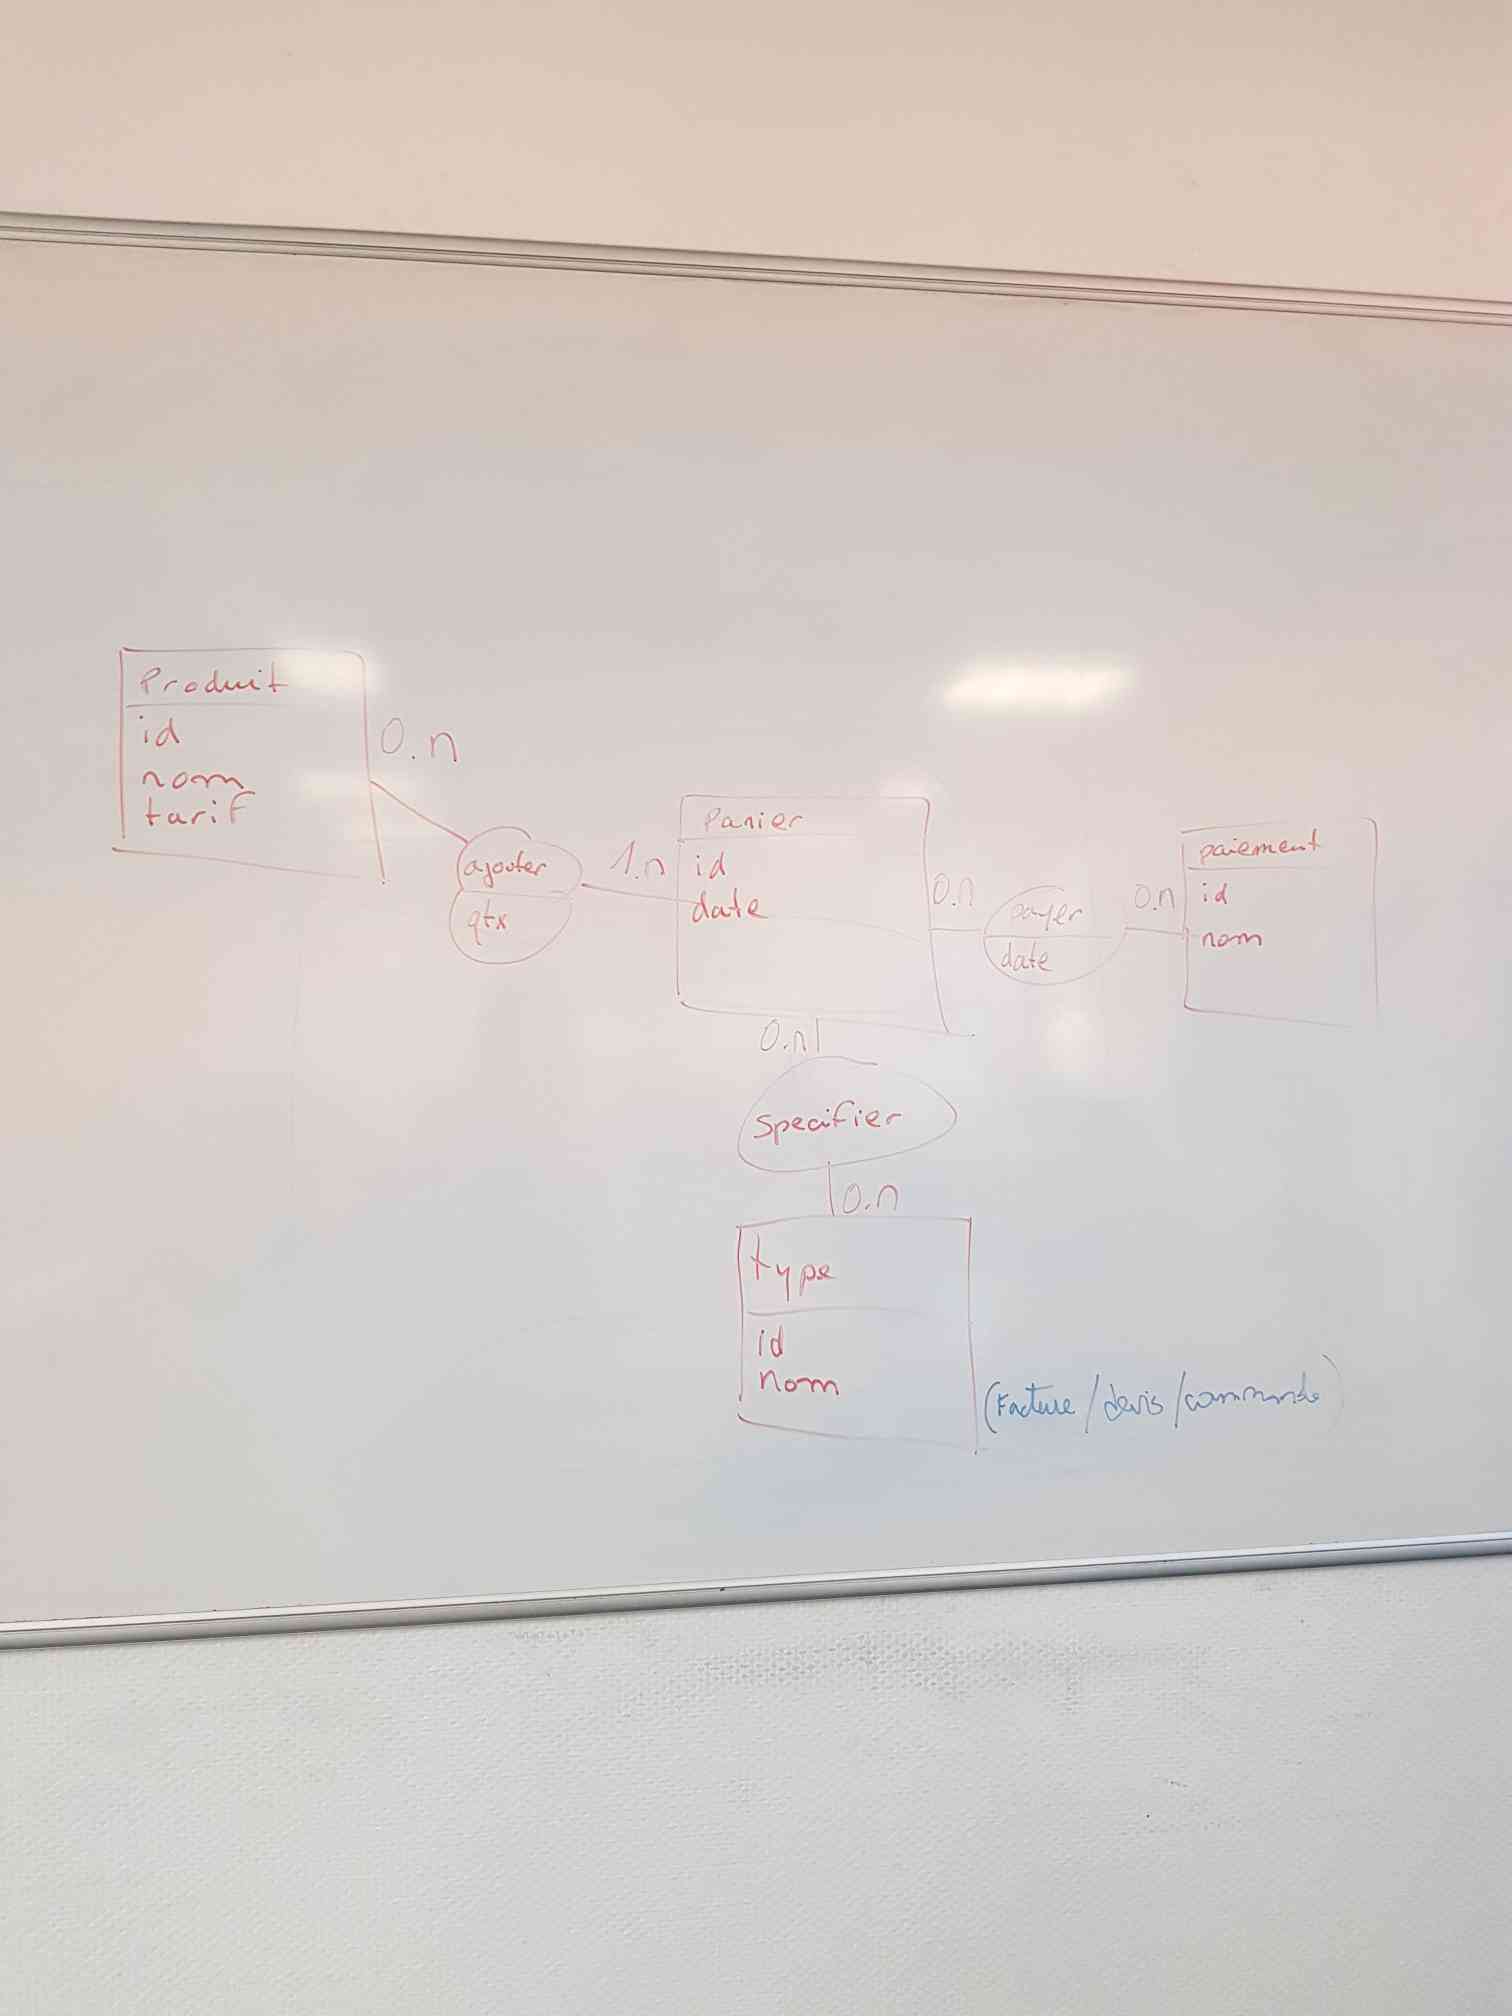 Produit
id
nom
tarif
0.n
ajouter
qtx
1.n
Panier
id
date
0.n
payer
date
0.n
paiement
id
nom
0.n
specifier
0.n
type
id
nom
(Facture/devis/commande)